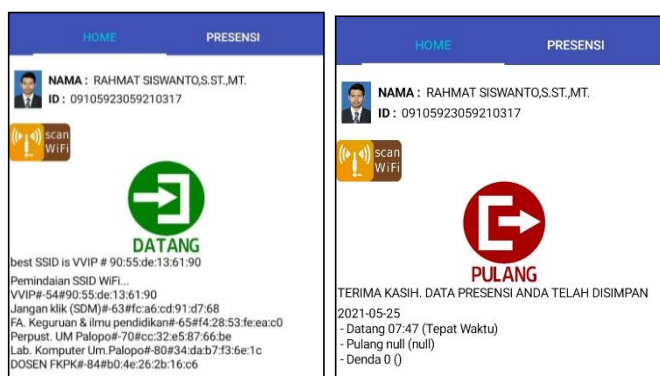 HOME PRESENSI
NAMA : RAHMAT SISWANTO,S.ST.,MT.
ID : 09105923059210317
scan
WiFi
DATANG
best SSID is VVIP # 90:55:de:13:61:90
Pemindaian SSID WiFi...
VVIP#-54#90:55:de:13:61:90
Jangan klik (SDM)#-63#fc:a6:cd:91:d7:68
FA. Keguruan & ilmu pendidikan#-65#f4:28:53:fe:ea:c0
Perpust. UM Palopo#-70#cc:32:e5:87:66:be
Lab. Komputer Um.Palopo#-80#34:da:b7:f3:6e:1c
DOSEN FKPK#-84#b0:4e:26:2b:16:c6
HOME PRESENSI
NAMA : RAHMAT SISWANTO,S.ST.,MT.
ID : 09105923059210317
scan
WiFi
PULANG
TERIMA KASIH. DATA PRESENSI ANDA TELAH DISIMPAN
2021-05-25
- Datang 07:47 (Tepat Waktu)
- Pulang null (null)
- Denda 0 ()